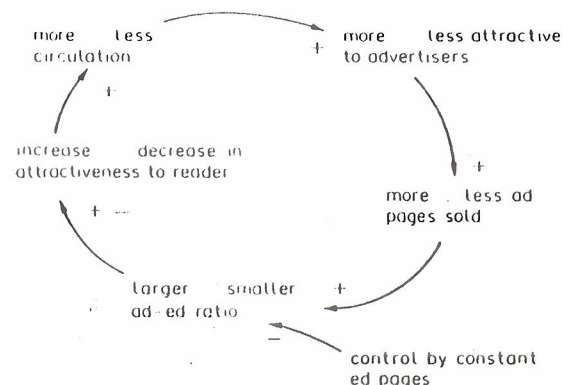 more less
circulation
+
more less attractive
to advertisers
+
increase decrease in
attractiveness to reader
+
more . less ad
pages sold
+ -
larger smaller +
ad-ed ratio
-
control by constant
ed pages